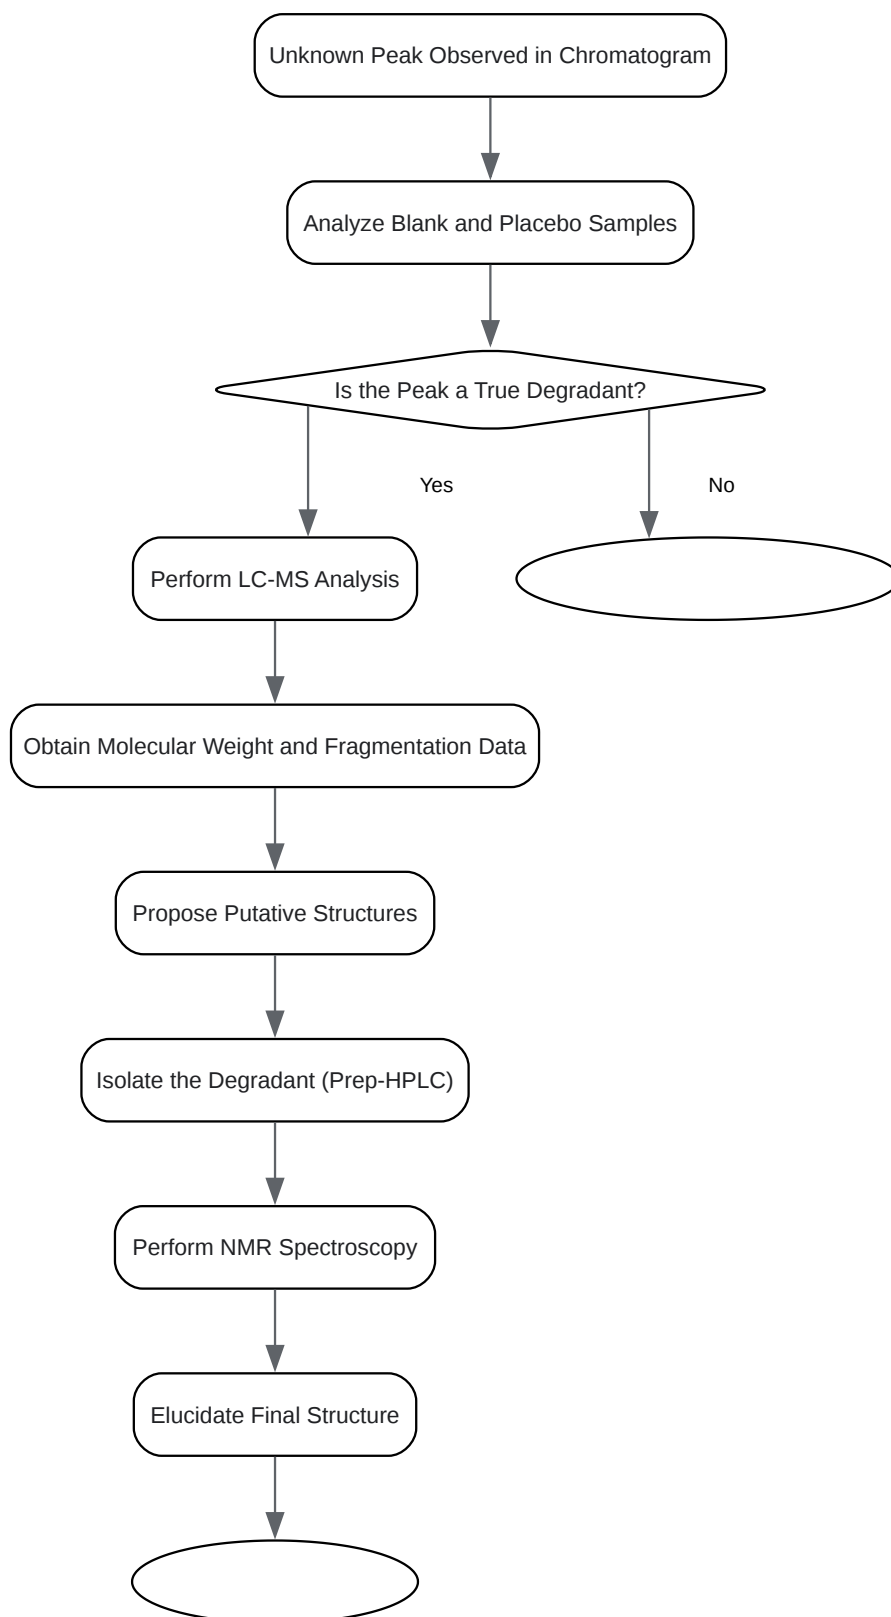 Unknown Peak Observed in Chromatogram
Analyze Blank and Placebo Samples
Is the Peak a True Degradant?
Yes
No
Perform LC-MS Analysis
Obtain Molecular Weight and Fragmentation Data
Propose Putative Structures
Isolate the Degradant (Prep-HPLC)
Perform NMR Spectroscopy
Elucidate Final Structure